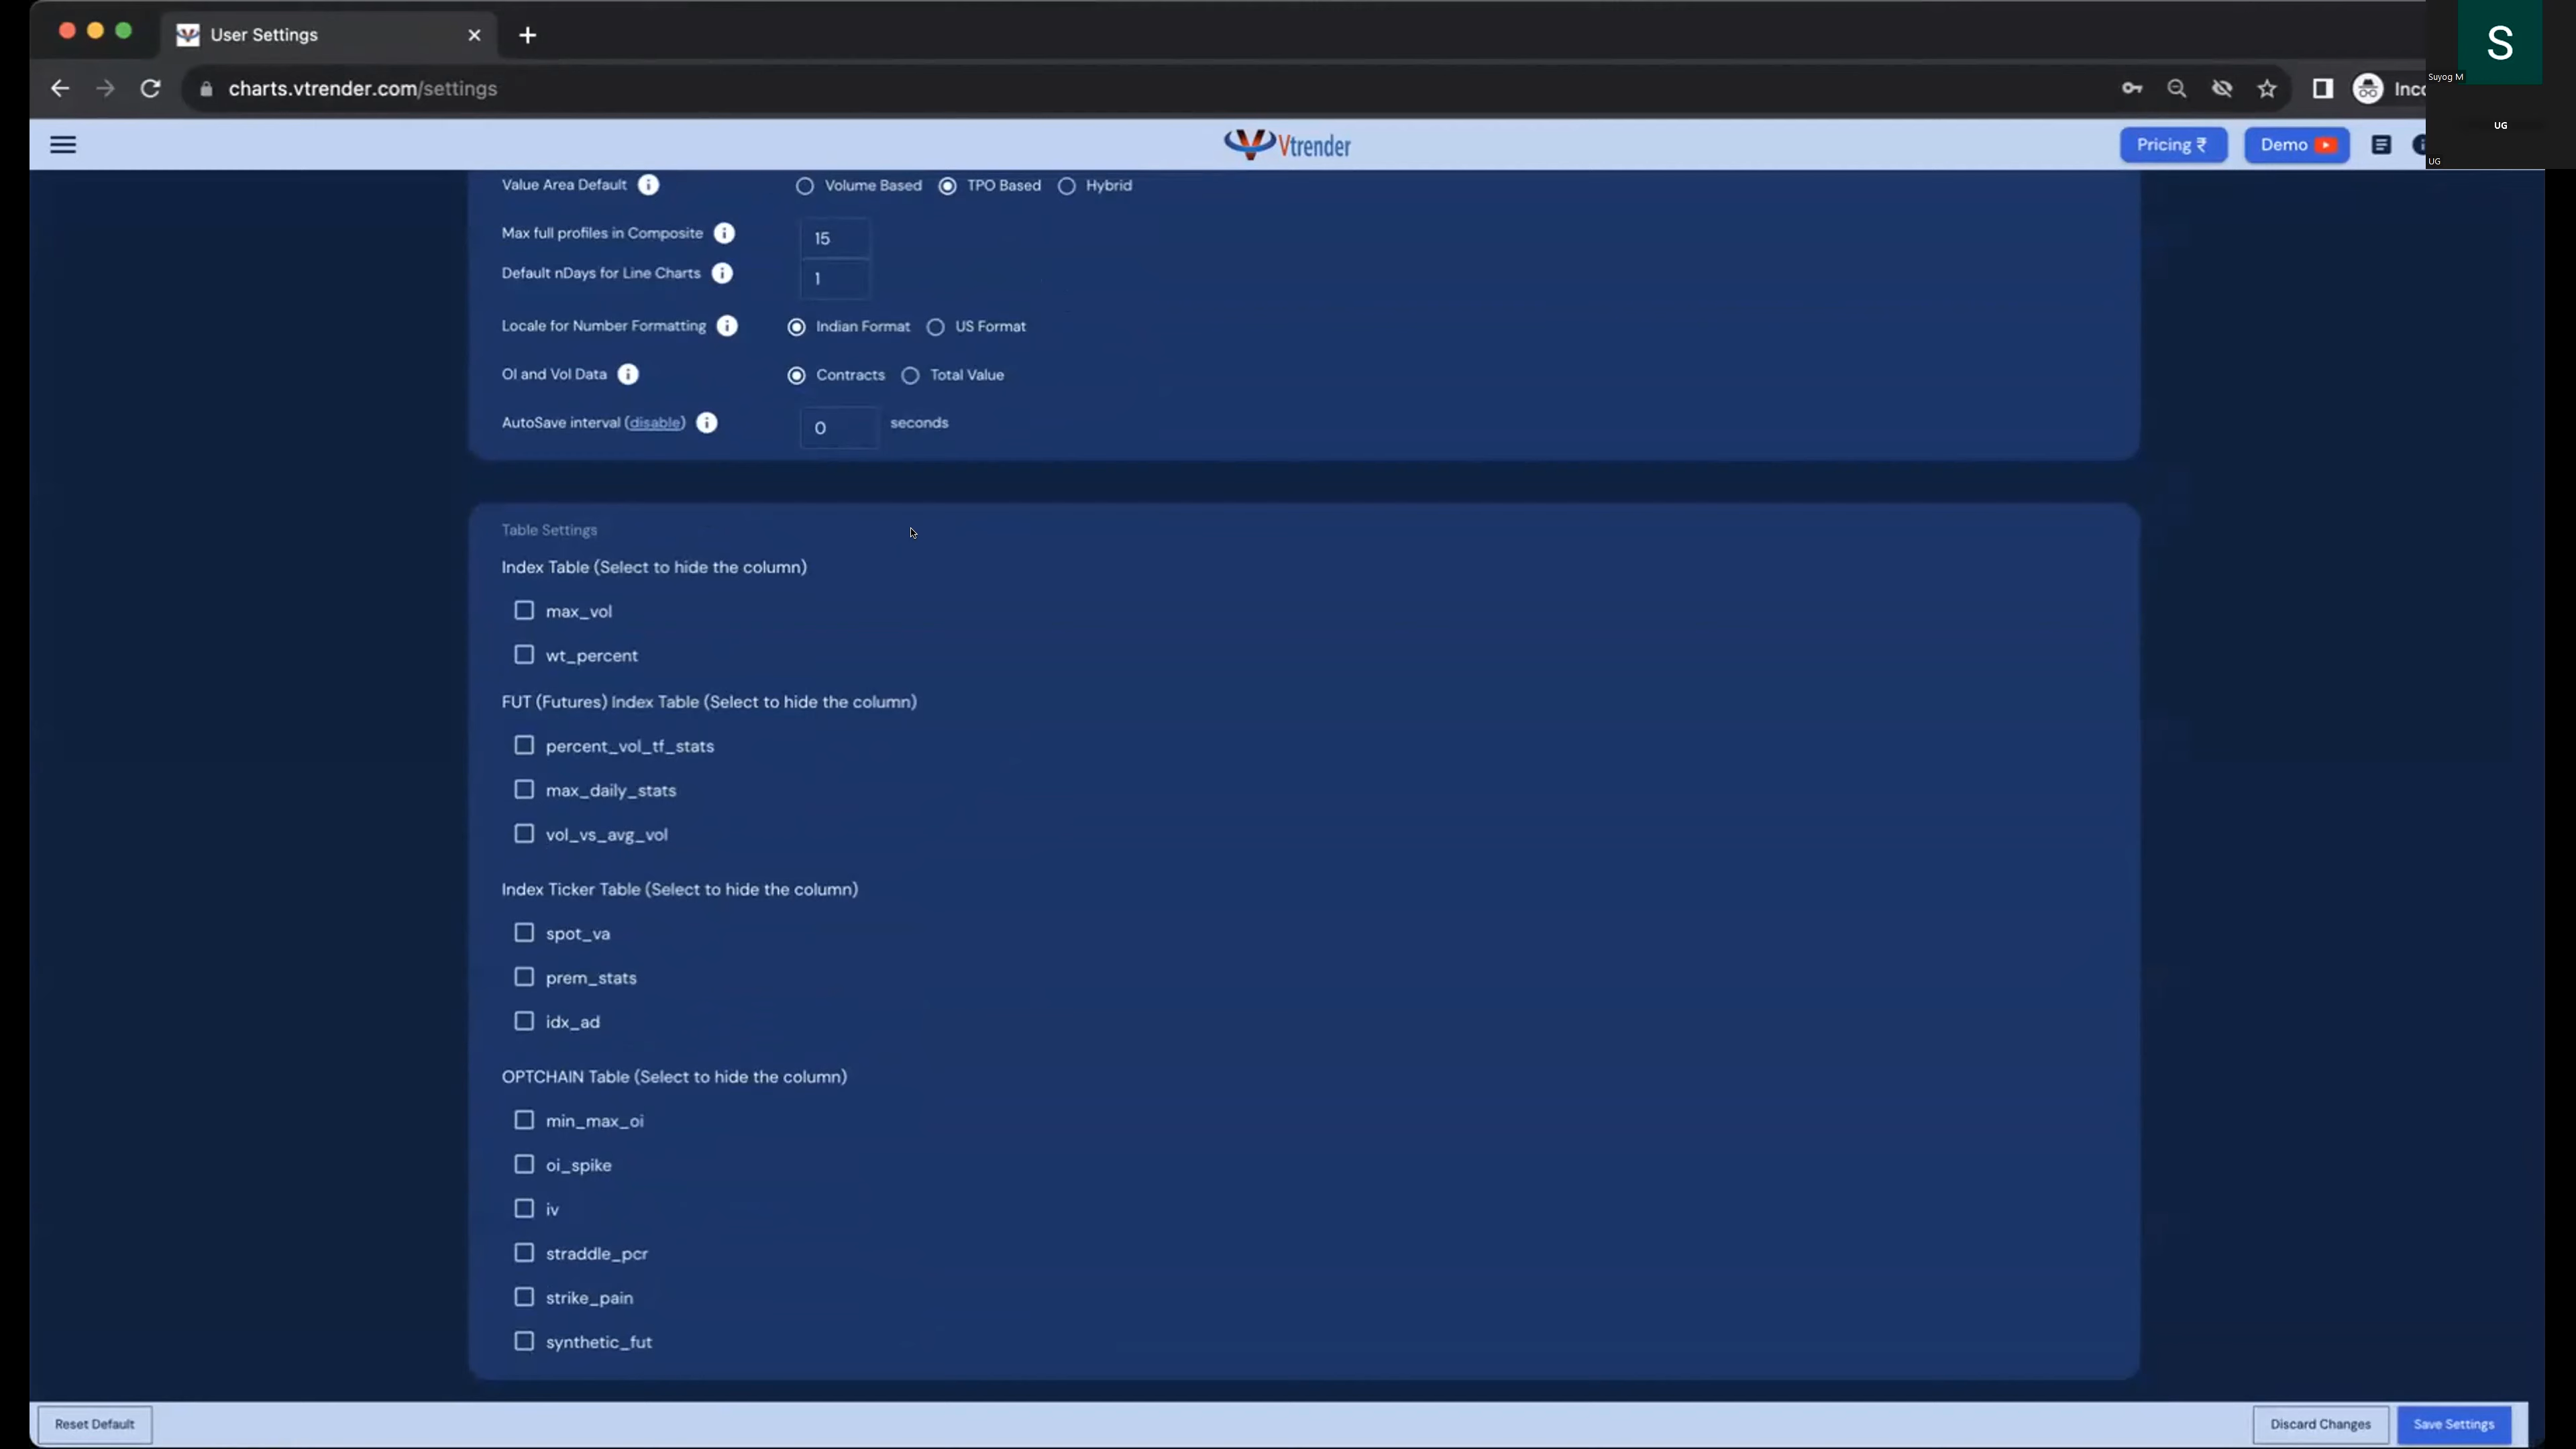 User Settings
charts.vtrender.com/settings
Inco
S
Suyog M
UG
UG
Vtrender
Pricing ₹
Demo
Value Area Default
Volume Based
TPO Based
Hybrid
Max full profiles in Composite
15
Default nDays for Line Charts
1
Locale for Number Formatting
Indian Format
US Format
OI and Vol Data
Contracts
Total Value
AutoSave interval (disable)
0
seconds
Table Settings
Index Table (Select to hide the column)
max_vol
wt_percent
FUT (Futures) Index Table (Select to hide the column)
percent_vol_tf_stats
max_daily_stats
vol_vs_avg_vol
Index Ticker Table (Select to hide the column)
spot_va
prem_stats
idx_ad
OPTCHAIN Table (Select to hide the column)
min_max_oi
oi_spike
iv
straddle_pcr
strike_pain
synthetic_fut
Reset Default
Discard Changes
Save Settings